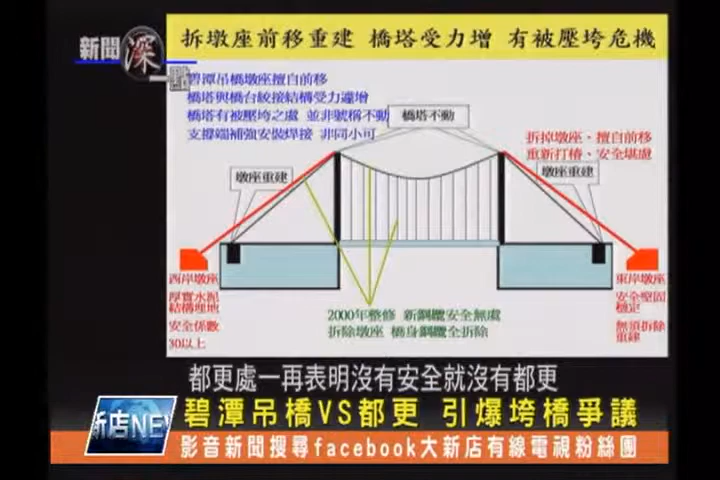 新聞深一點
拆墩座前移重建 橋塔受力增 有被壓垮危機
碧潭吊橋墩座擅自前移
橋塔與橋台鉸接結構受力遽增
橋塔有被壓垮之虞 並非號稱不動
支撐端補強安裝焊接 非同小可
橋塔不動
拆掉墩座、擅自前移
重新打樁、安全堪慮
墩座重建
墩座重建
西岸墩座
厚實水泥
結構埋地
安全係數
30以上
東岸墩座
安全堅固
穩定
無須拆除
重建
2000年整修 新鋼纜安全無虞
拆除墩座 橋身鋼纜全拆除
都更處一再表明沒有安全就沒有都更
新店NEW
碧潭吊橋VS都更 引爆垮橋爭議
影音新聞搜尋facebook大新店有線電視粉絲團